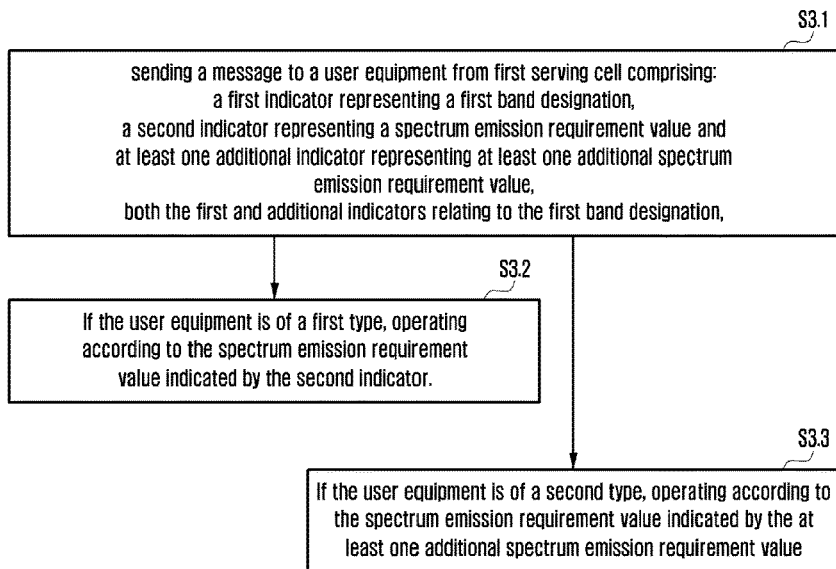 S3.1
sending a message to a user equipment from first serving cell comprising:
a first indicator representing a first band designation,
a second indicator representing a spectrum emission requirement value and
at least one additional indicator representing at least one additional spectrum
emission requirement value,
both the first and additional indicators relating to the first band designation,
S3.2
If the user equipment is of a first type, operating
according to the spectrum emission requirement
value indicated by the second indicator.
S3.3
If the user equipment is of a second type, operating according to
the spectrum emission requirement value indicated by the at
least one additional spectrum emission requirement value